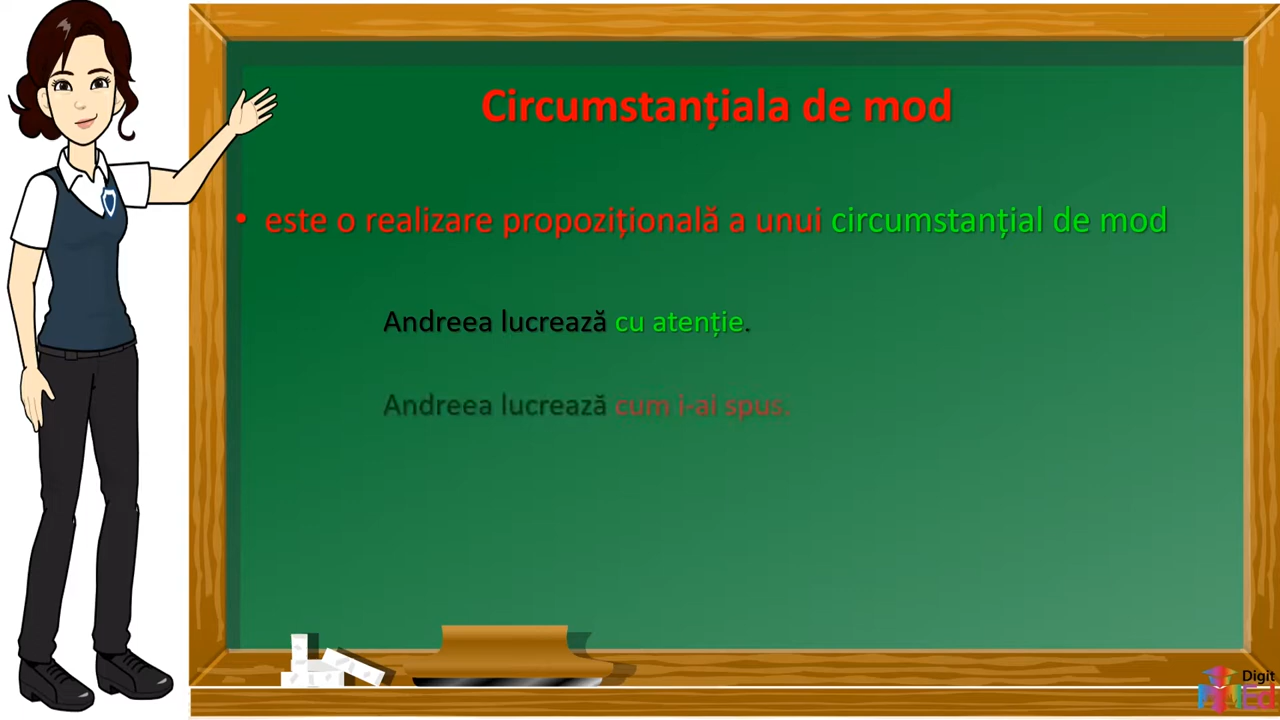 Circumstanțiala de mod
• este o realizare propozițională a unui circumstanțial de mod
Andreea lucrează cu atenție.
Andreea lucrează cum i-ai spus.
Digit